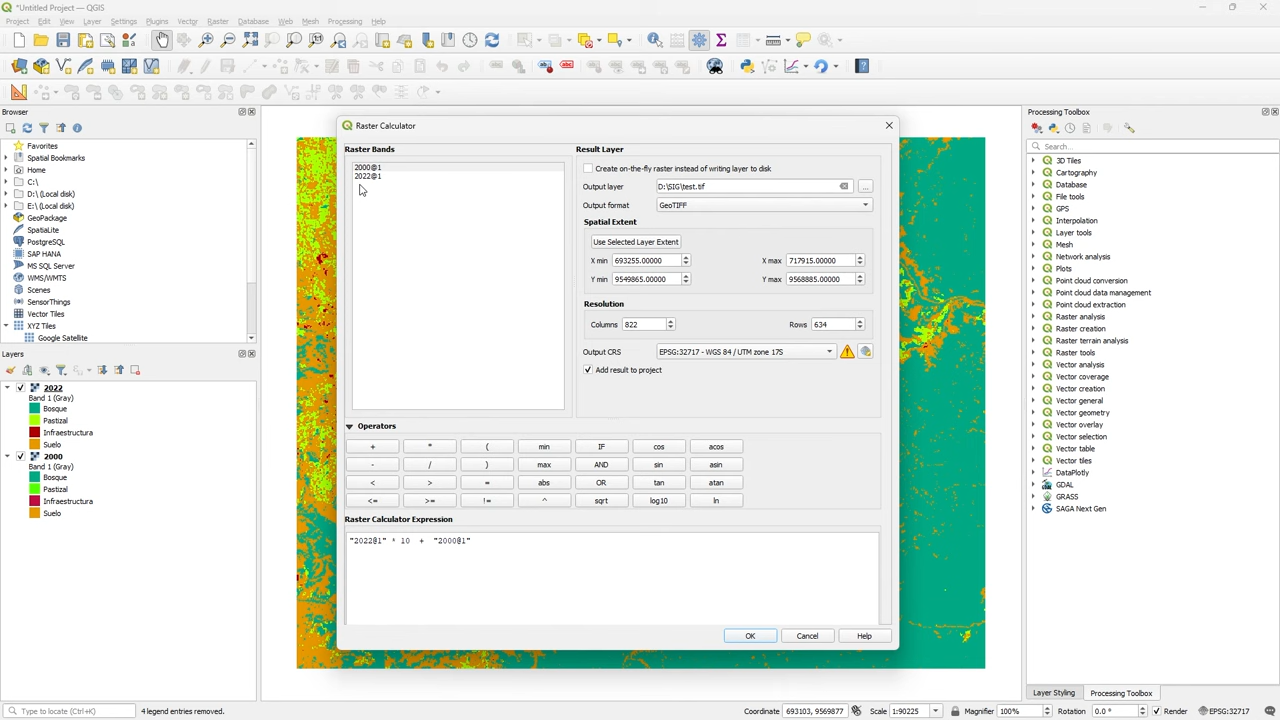 *Untitled Project — QGIS
Project Edit View Layer Settings Plugins Vector Raster Database Web Mesh Processing Help
Browser
Favorites
Spatial Bookmarks
Home
C:\
D:\ (Local disk)
E:\ (Local disk)
GeoPackage
SpatiaLite
PostgreSQL
SAP HANA
MS SQL Server
WMS/WMTS
Scenes
SensorThings
Vector Tiles
XYZ Tiles
Google Satellite
Layers
2022
Band 1 (Gray)
Bosque
Pastizal
Infraestructura
Suelo
2000
Band 1 (Gray)
Bosque
Pastizal
Infraestructura
Suelo
Raster Calculator
Raster Bands
2000@1
2022@1
Result Layer
Create on-the-fly raster instead of writing layer to disk
Output layer D:\SIG\test.tif ...
Output format GeoTIFF
Spatial Extent
Use Selected Layer Extent
X min 693255.00000 X max 717915.00000
Y min 9549865.00000 Y max 9568885.00000
Resolution
Columns 822 Rows 634
Output CRS EPSG:32717 - WGS 84 / UTM zone 17S
Add result to project
Operators
+ * ( min IF cos acos
- / ) max AND sin asin
< > = abs OR tan atan
<= >= != ^ sqrt log10 ln
Raster Calculator Expression
"2022@1" * 10 + "2000@1"
OK Cancel Help
Processing Toolbox
Search...
3D Tiles
Cartography
Database
File tools
GPS
Interpolation
Layer tools
Mesh
Network analysis
Plots
Point cloud conversion
Point cloud data management
Point cloud extraction
Raster analysis
Raster creation
Raster terrain analysis
Raster tools
Vector analysis
Vector coverage
Vector creation
Vector general
Vector geometry
Vector overlay
Vector selection
Vector table
Vector tiles
DataPlotly
GDAL
GRASS
SAGA Next Gen
Layer Styling Processing Toolbox
Type to locate (Ctrl+K) 4 legend entries removed. Coordinate 693103, 9569877 Scale 1:90225 Magnifier 100% Rotation 0.0 ° Render EPSG:32717